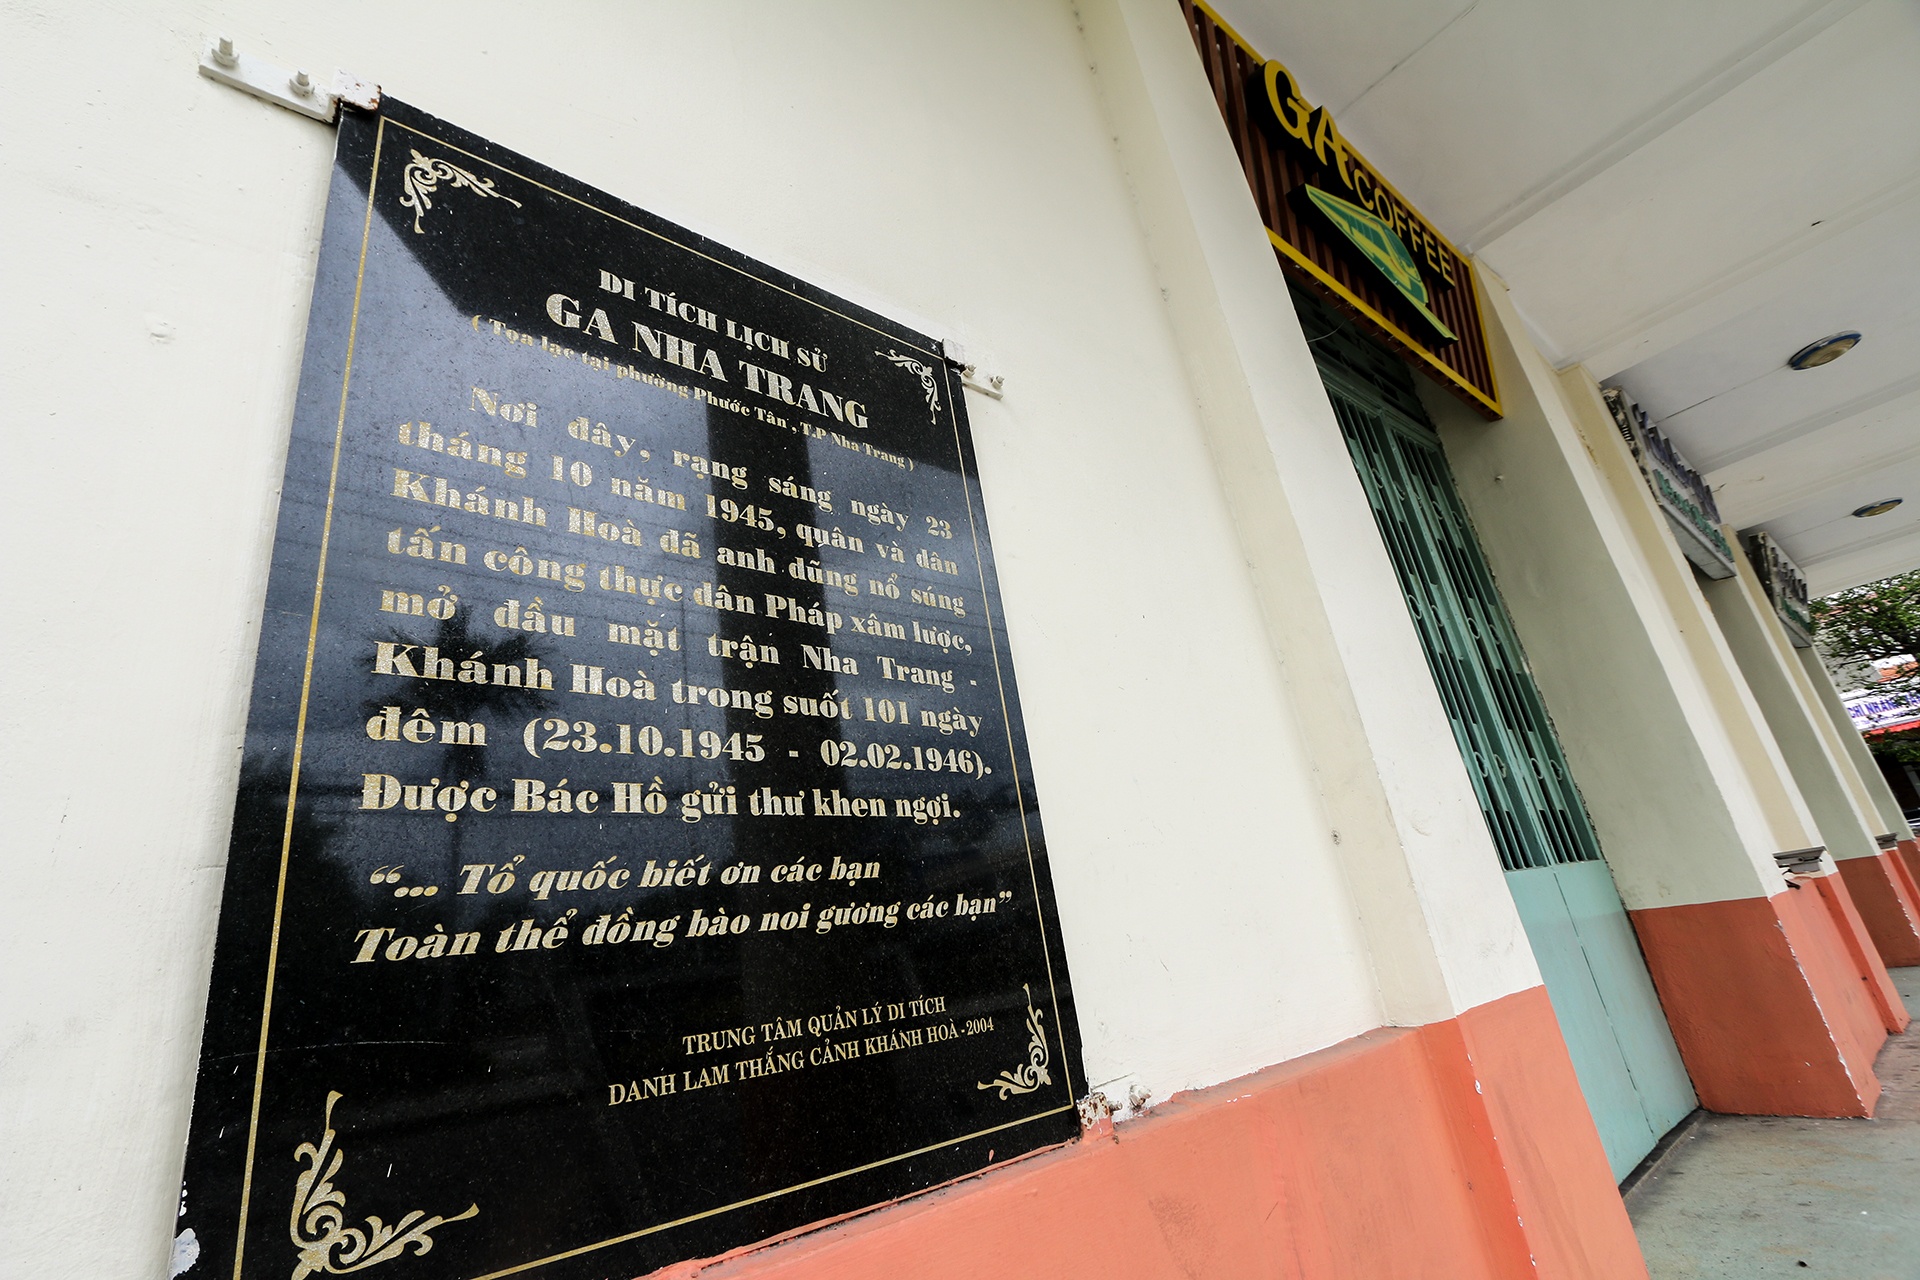 DI TÍCH LỊCH SỬ
GA NHA TRANG
( Tọa lạc tại phường Phước Tân , T.P Nha Trang )
Nơi đây, rạng sáng ngày 23
tháng 10 năm 1945, quân và dân
Khánh Hoà đã anh dũng nổ súng
tấn công thực dân Pháp xâm lược,
mở đầu mặt trận Nha Trang -
Khánh Hoà trong suốt 101 ngày
đêm (23.10.1945 - 02.02.1946).
Được Bác Hồ gửi thư khen ngợi.
“... Tổ quốc biết ơn các bạn
Toàn thể đồng bào noi gương các bạn”
TRUNG TÂM QUẢN LÝ DI TÍCH
DANH LAM THẮNG CẢNH KHÁNH HOÀ-2004
GA
COFFEE
CHI NHÁNH